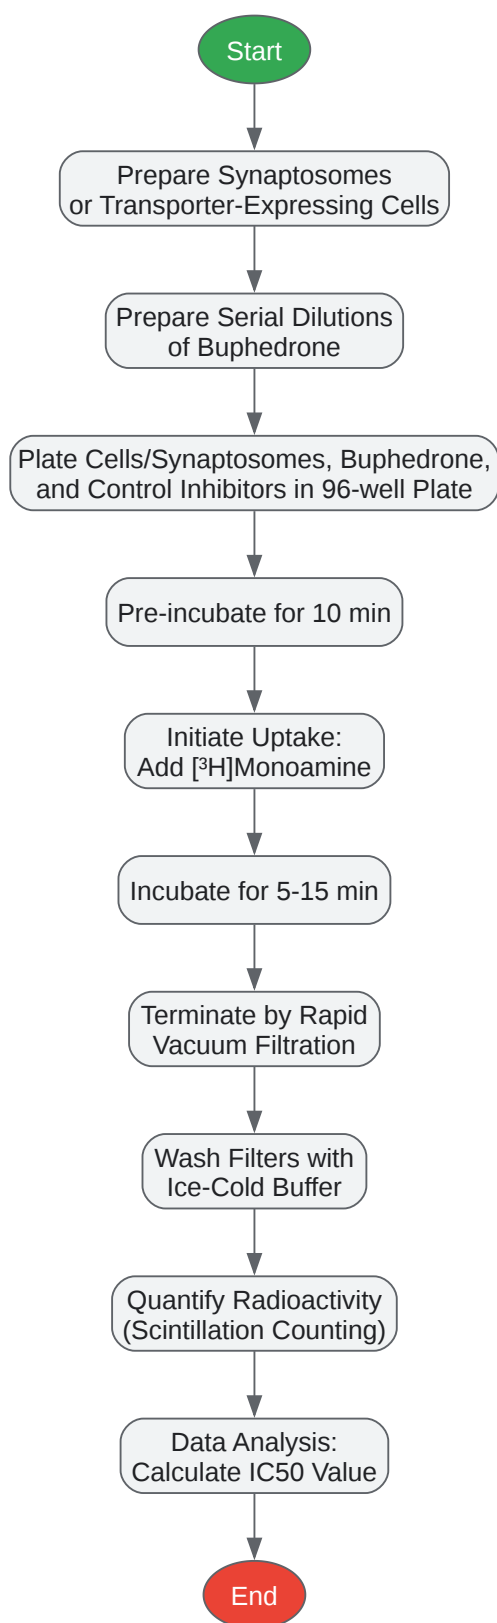 Start
Prepare Synaptosomes
or Transporter-Expressing Cells
Prepare Serial Dilutions
of Buphedrone
Plate Cells/Synaptosomes, Buphedrone,
and Control Inhibitors in 96-well Plate
Pre-incubate for 10 min
Initiate Uptake:
Add [³H]Monoamine
Incubate for 5-15 min
Terminate by Rapid
Vacuum Filtration
Wash Filters with
Ice-Cold Buffer
Quantify Radioactivity
(Scintillation Counting)
Data Analysis:
Calculate IC50 Value
End